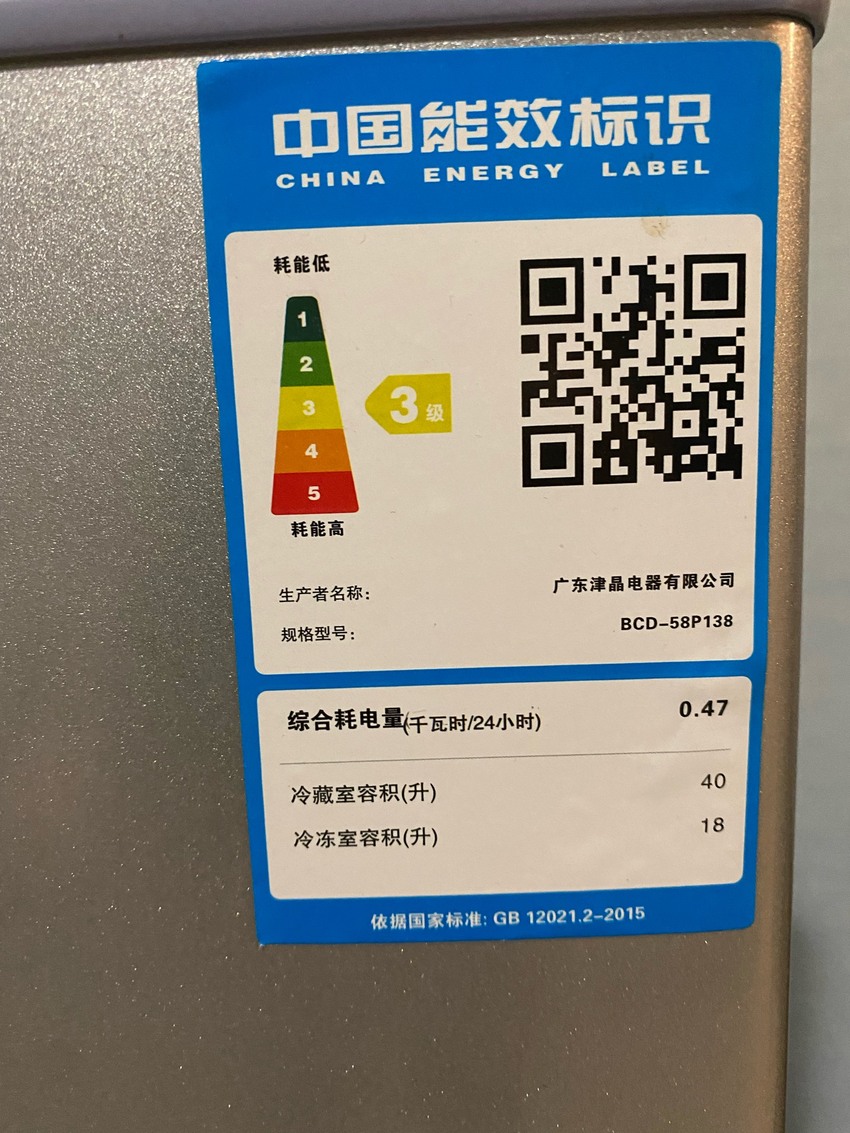 中国能效标识
CHINA ENERGY LABEL
耗能低
1
2
3
3级
4
5
耗能高
生产者名称: 广东津晶电器有限公司
规格型号: BCD-58P138
综合耗电量(千瓦时/24小时) 0.47
冷藏室容积(升) 40
冷冻室容积(升) 18
依据国家标准: GB 12021.2-2015